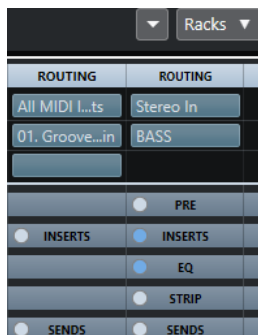 Racks
ROUTING ROUTING
All MIDI I...ts Stereo In
01. Groove...in BASS
PRE
INSERTS INSERTS
EQ
STRIP
SENDS SENDS